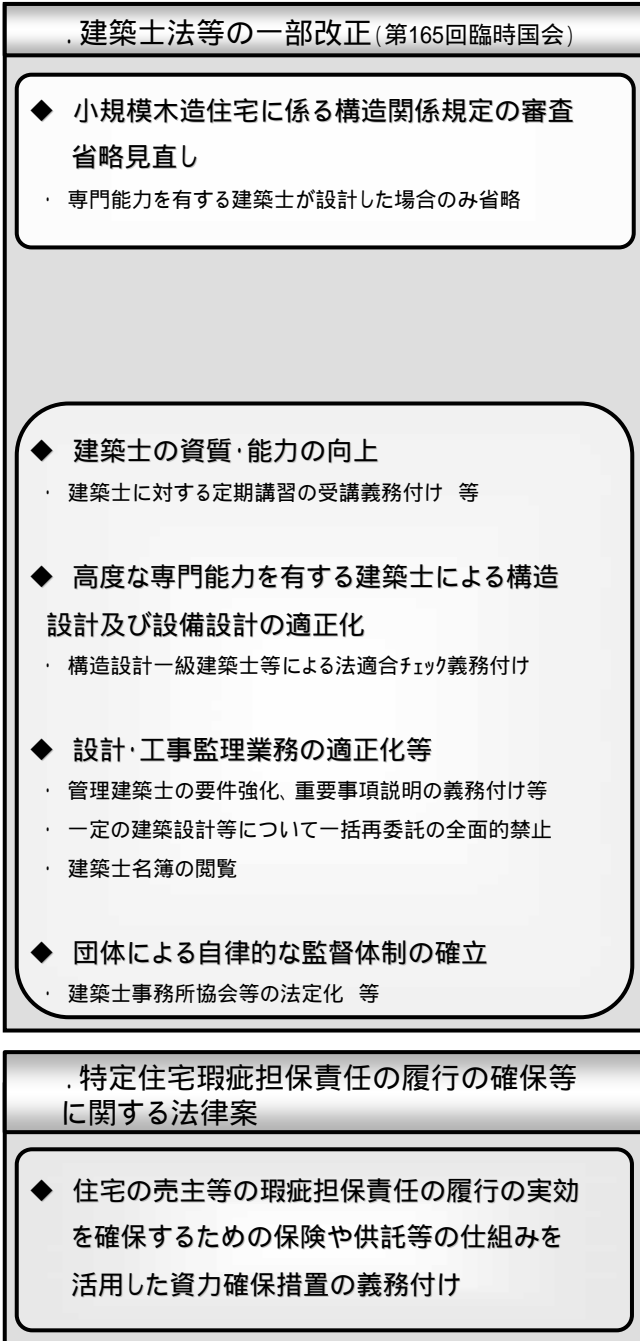 .建築士法等の一部改正(第165回臨時国会)
◆ 小規模木造住宅に係る構造関係規定の審査
省略見直し
・ 専門能力を有する建築士が設計した場合のみ省略
◆ 建築士の資質・能力の向上
・ 建築士に対する定期講習の受講義務付け 等
◆ 高度な専門能力を有する建築士による構造
設計及び設備設計の適正化
・ 構造設計一級建築士等による法適合ﾁｪｯｸ義務付け
◆ 設計・工事監理業務の適正化等
・ 管理建築士の要件強化、重要事項説明の義務付け等
・ 一定の建築設計等について一括再委託の全面的禁止
・ 建築士名簿の閲覧
◆ 団体による自律的な監督体制の確立
・ 建築士事務所協会等の法定化 等
.特定住宅瑕疵担保責任の履行の確保等
に関する法律案
◆ 住宅の売主等の瑕疵担保責任の履行の実効
を確保するための保険や供託等の仕組みを
活用した資力確保措置の義務付け